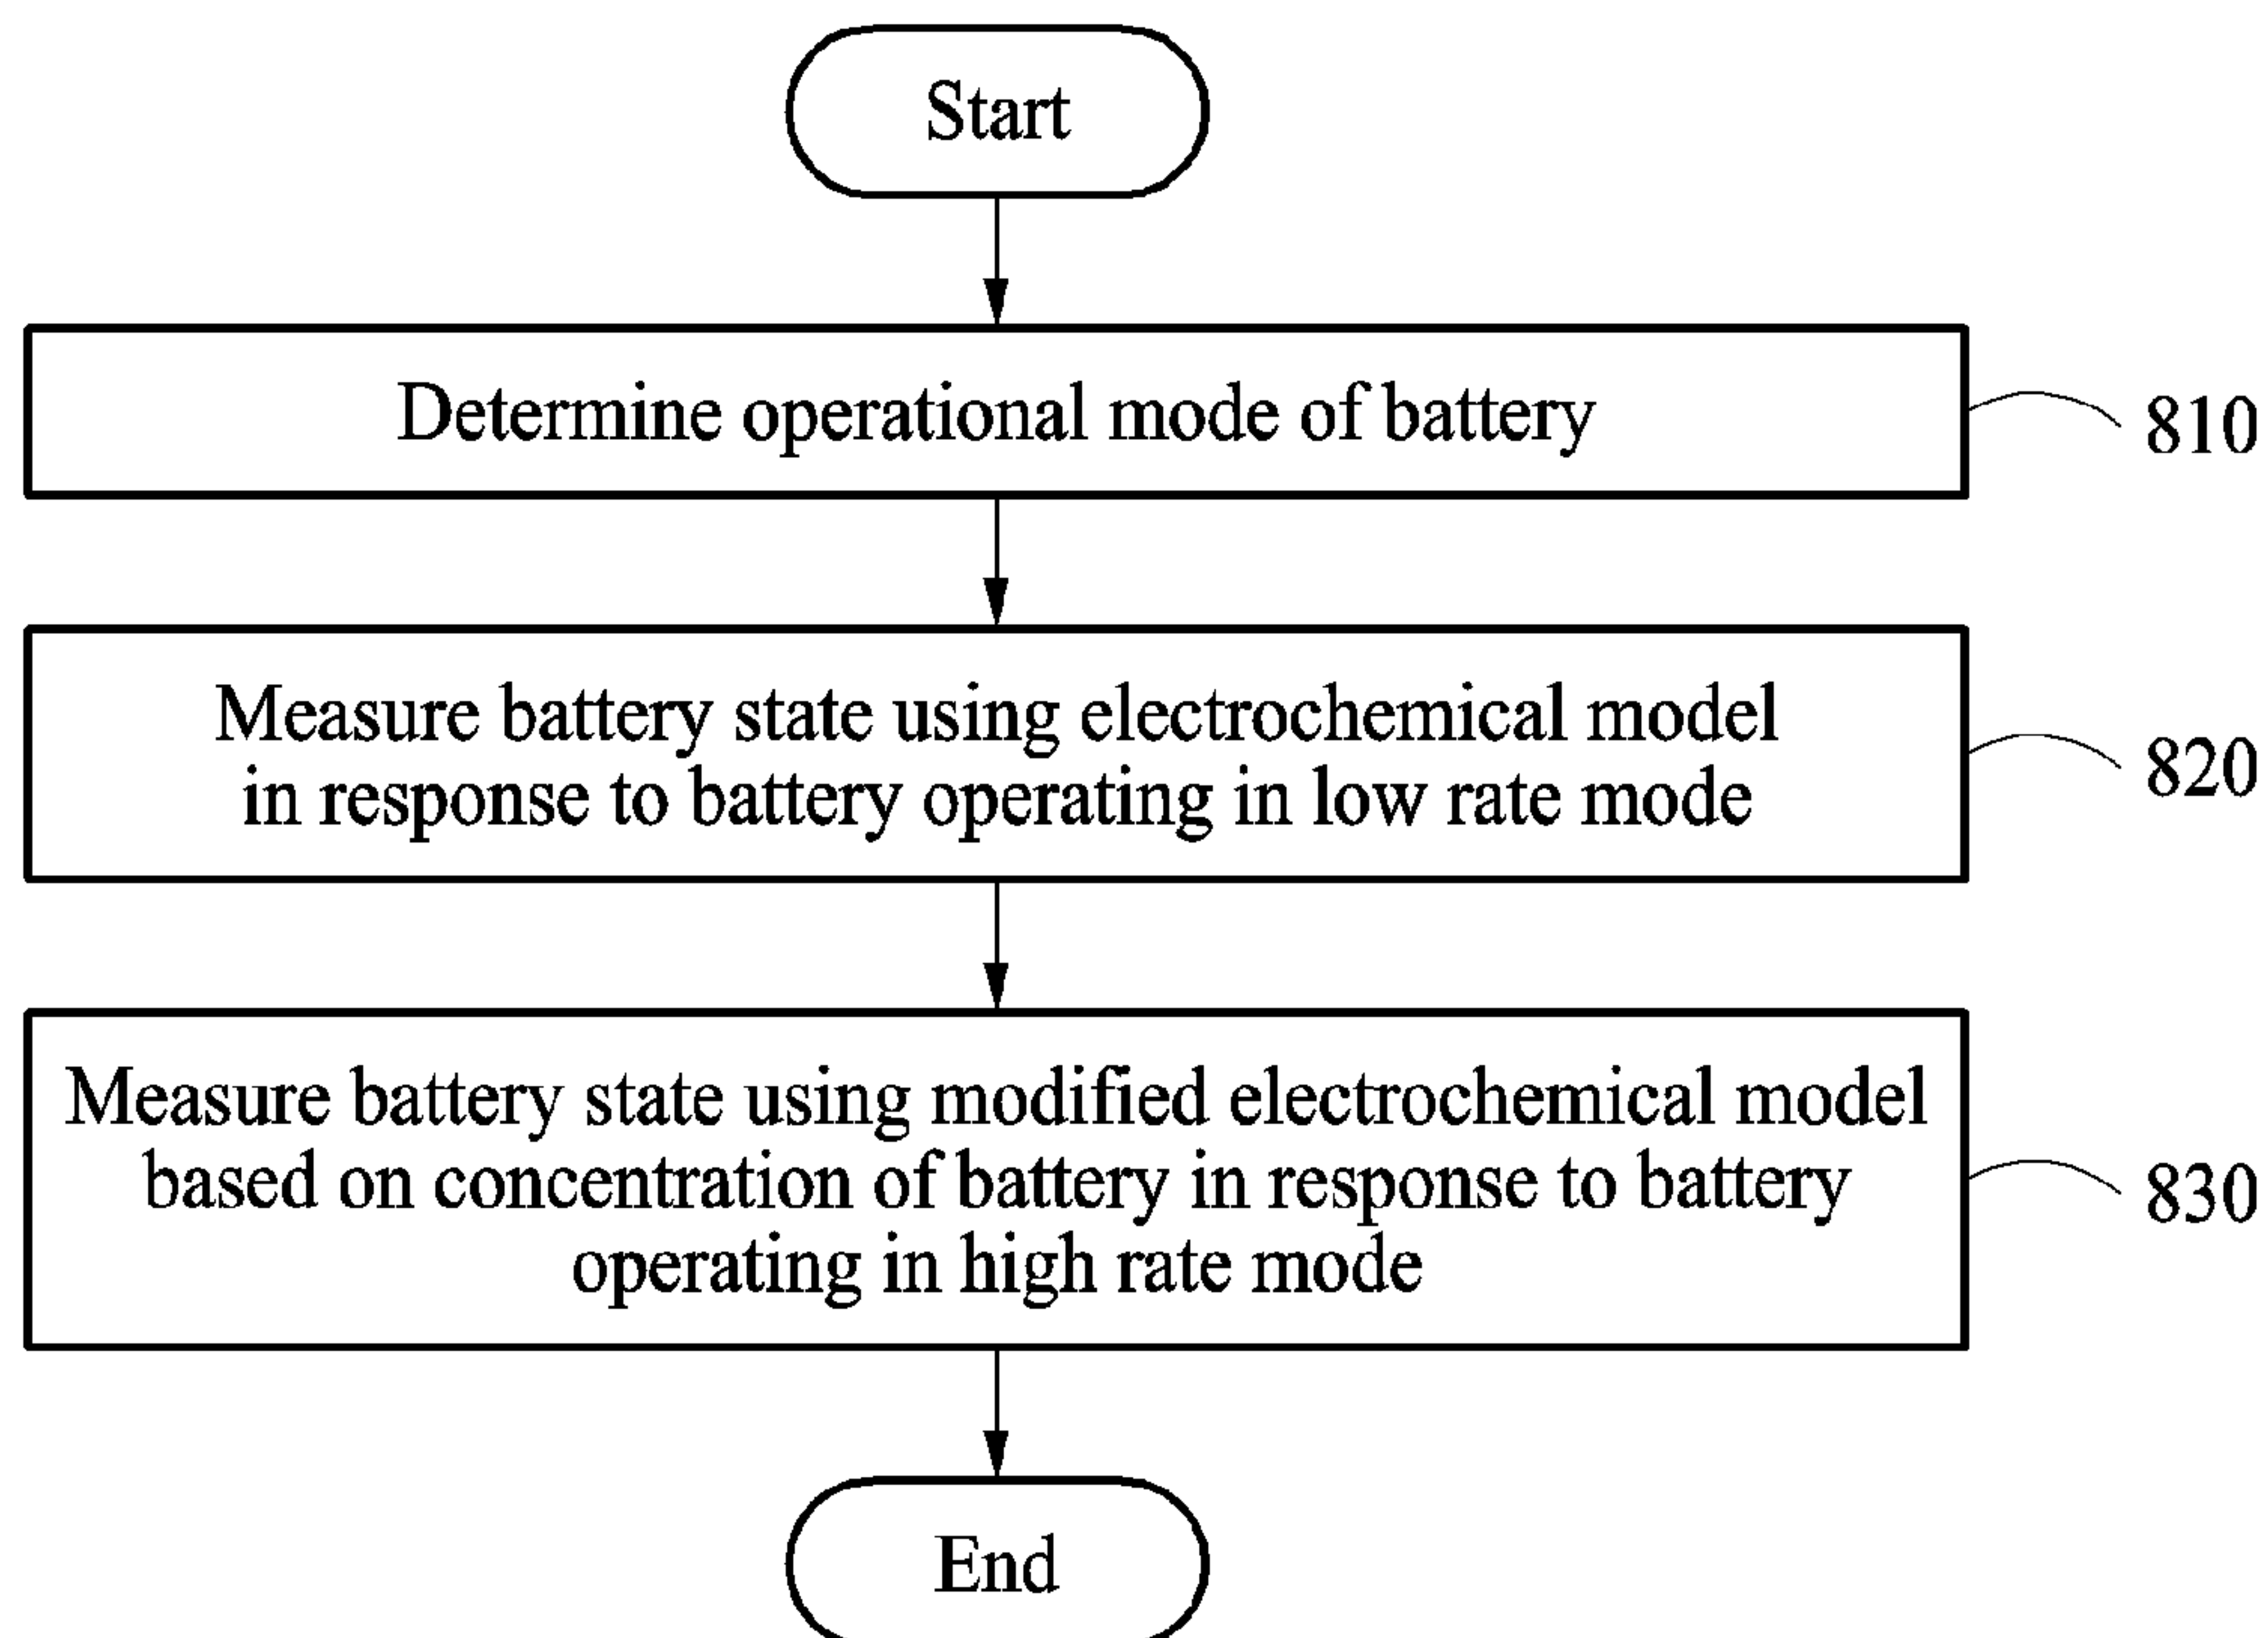 Start
Determine operational mode of battery
810
Measure battery state using electrochemical model
in response to battery operating in low rate mode
820
Measure battery state using modified electrochemical model
based on concentration of battery in response to battery
operating in high rate mode
830
End